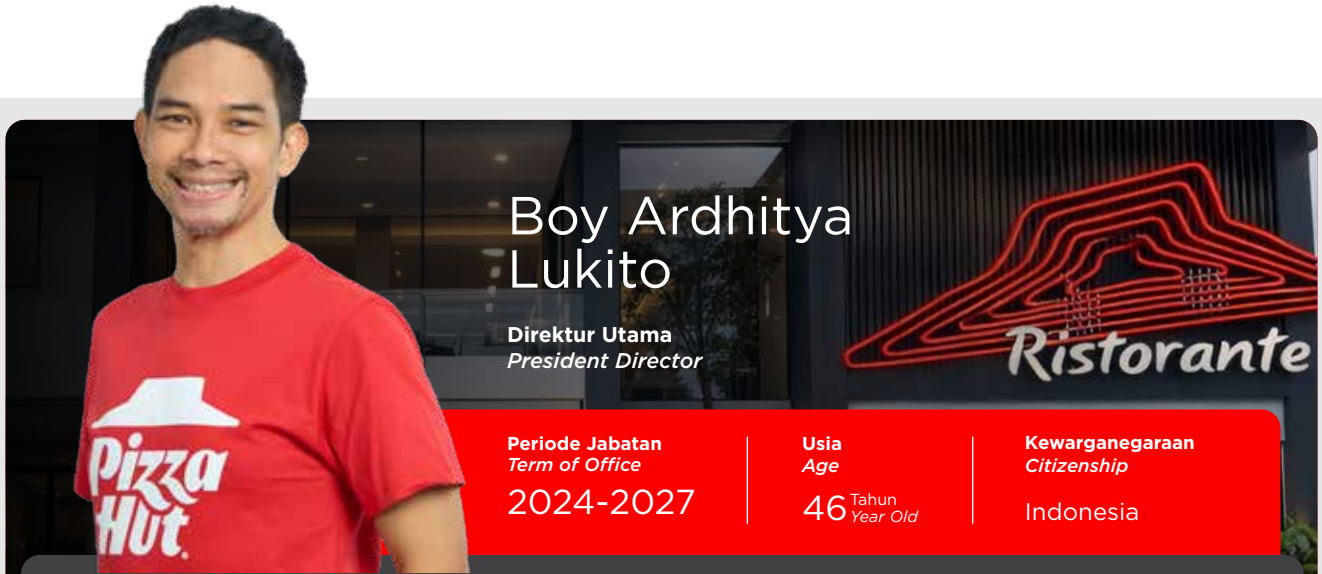 Boy Ardhitya
Lukito
Direktur Utama
President Director
Ristorante
Periode Jabatan
Term of Office
2024-2027
Usia
Age
46 Tahun
Year Old
Kewarganegaraan
Citizenship
Indonesia
Pizza
Hut